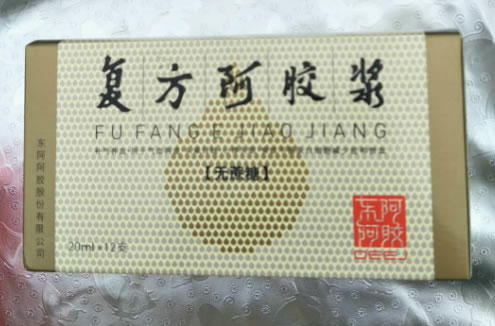 复方阿胶浆
FU FANG E JIAO JIANG
【无蔗糖】
20ml*12支
东阿阿胶股份有限公司
东阿
阿胶
DEEJ